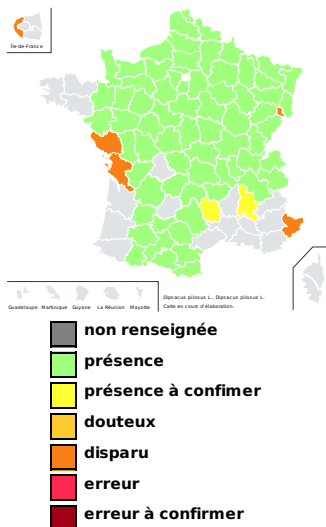 Île-de-France
Guadeloupe Martinique Guyane La Réunion Mayotte
Dipsacus pilosus L., Dipsacus pilosus L.
Carte en cours d'élaboration.
non renseignée
présence
présence à confimer
douteux
disparu
erreur
erreur à confirmer